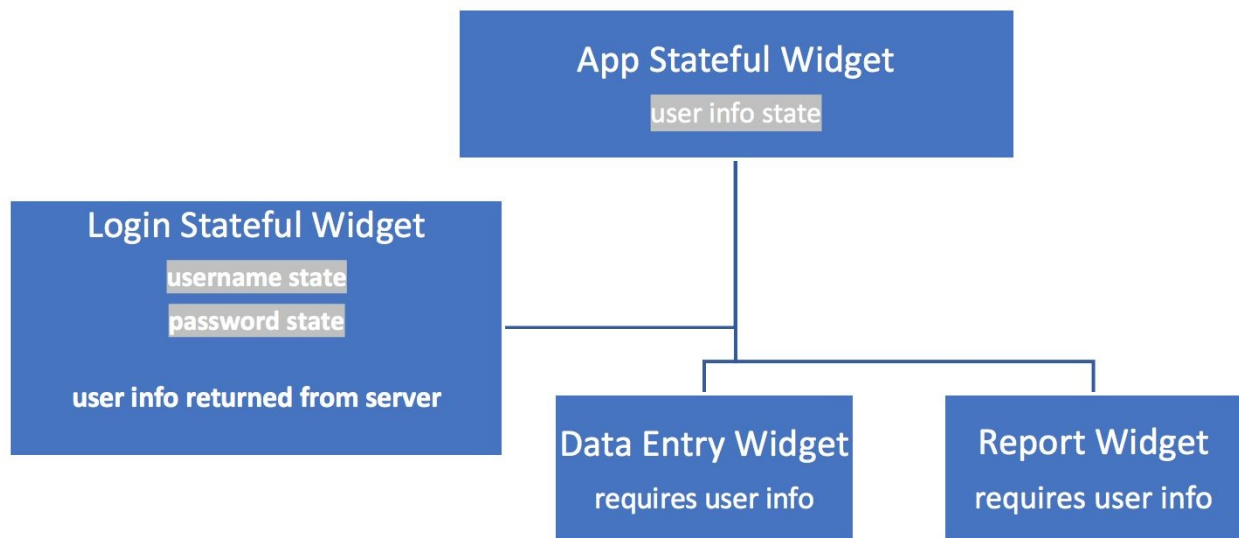 App Stateful Widget
user info state
Login Stateful Widget
username state
password state
user info returned from server
Data Entry Widget
requires user info
Report Widget
requires user info